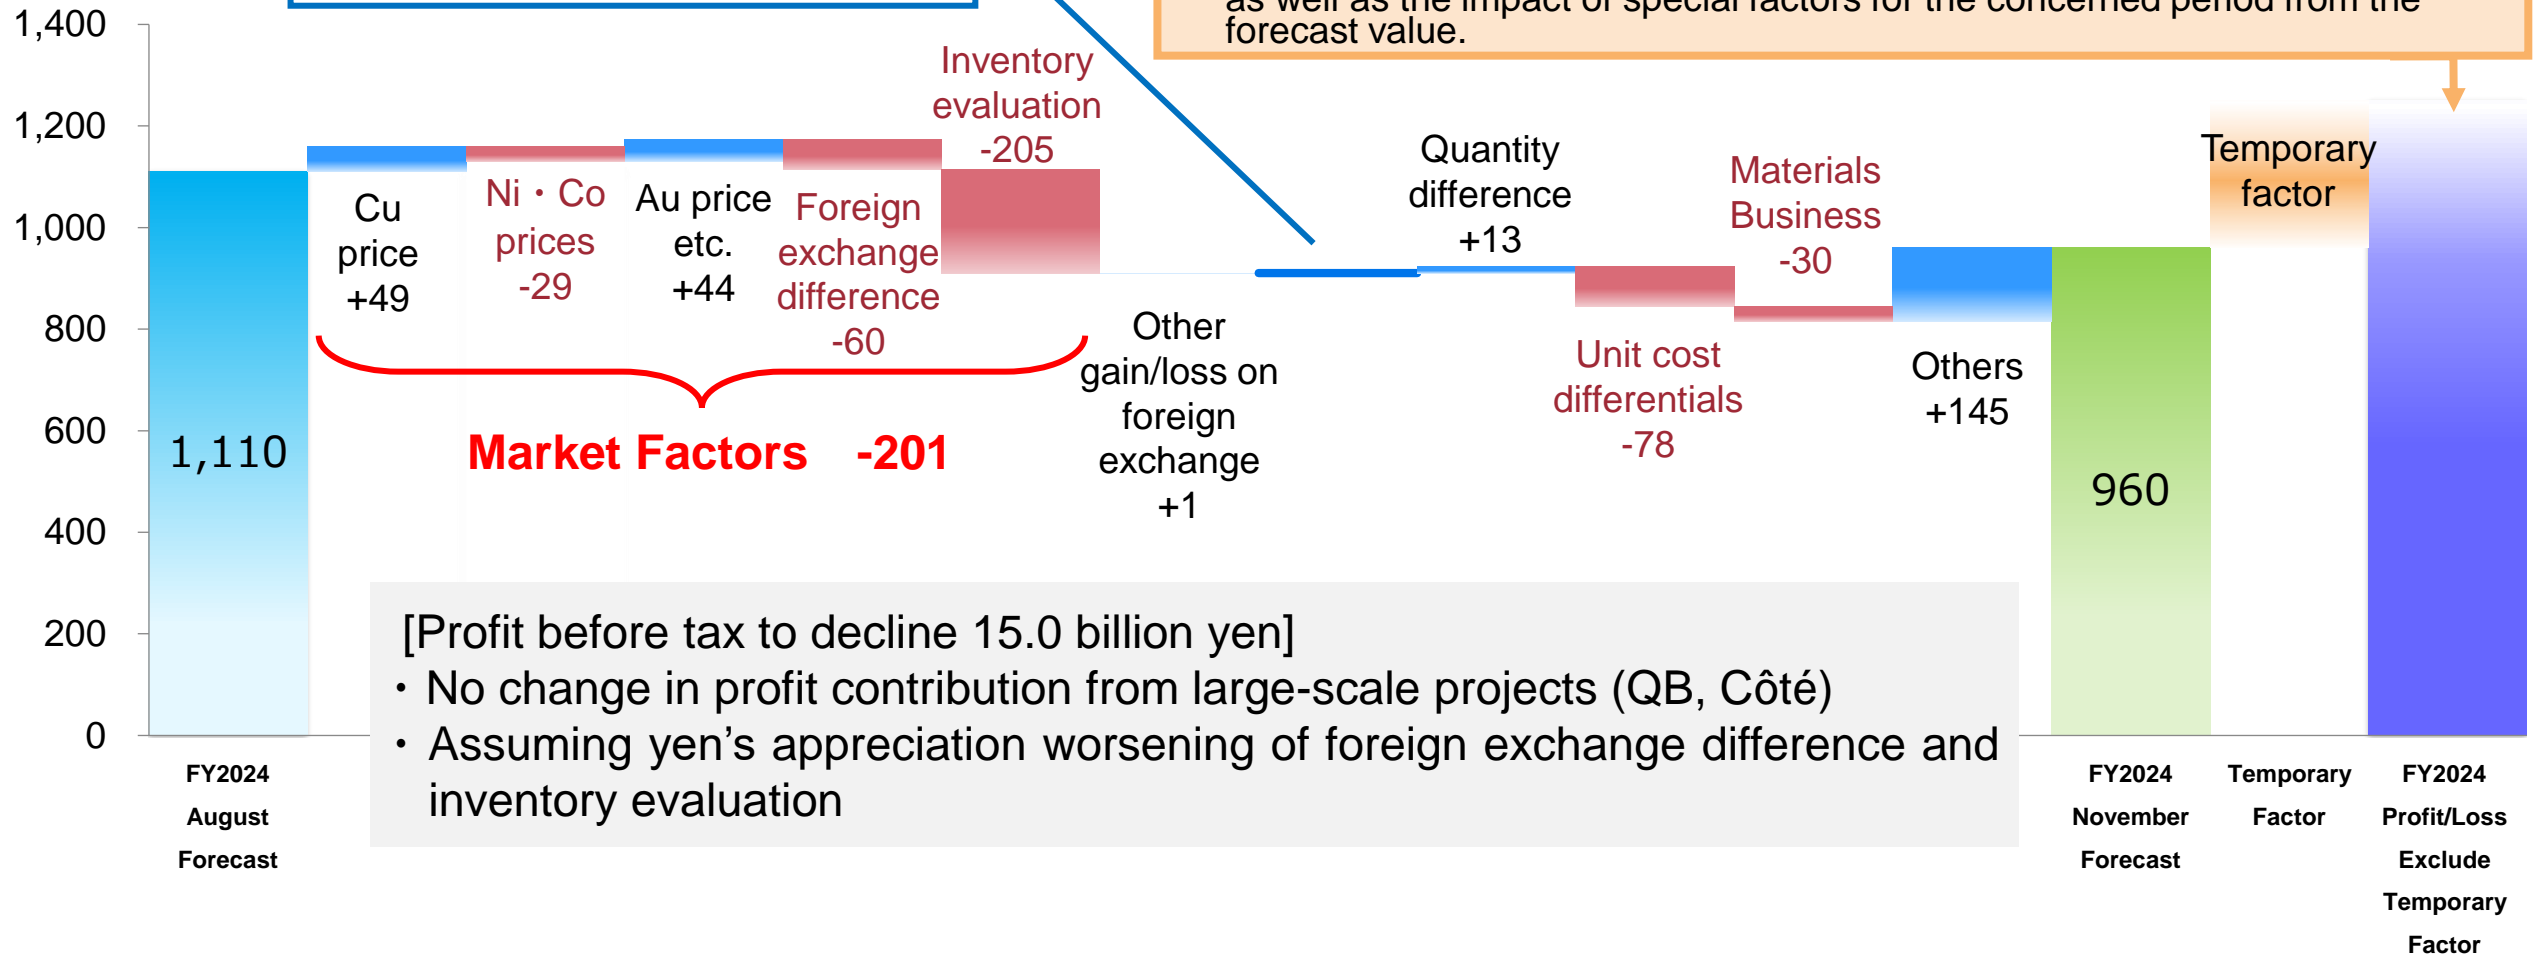 as well as the impact of special factors for the concerned period from the
forecast value.
1,400
1,200
1,000
800
600
400
200
0
1,110
Cu
price
+49
Ni・Co
prices
-29
Au price
etc.
+44
Foreign
exchange
difference
-60
Inventory
evaluation
-205
Market Factors -201
Other
gain/loss on
foreign
exchange
+1
Quantity
difference
+13
Unit cost
differentials
-78
Materials
Business
-30
Others
+145
960
Temporary
factor
[Profit before tax to decline 15.0 billion yen]
・No change in profit contribution from large-scale projects (QB, Côté)
・Assuming yen’s appreciation worsening of foreign exchange difference and
inventory evaluation
FY2024
August
Forecast
FY2024
November
Forecast
Temporary
Factor
FY2024
Profit/Loss
Exclude
Temporary
Factor